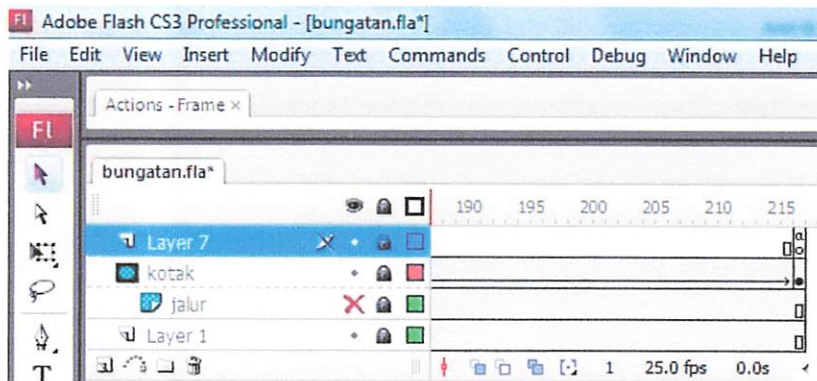 Fl Adobe Flash CS3 Professional - [bungatan.fla*]
File Edit View Insert Modify Text Commands Control Debug Window Help
Actions - Frame ×
Fl
bungatan.fla*
190 195 200 205 210 215
Layer 7
a
kotak
jalur
Layer 1
1 25.0 fps 0.0s
T